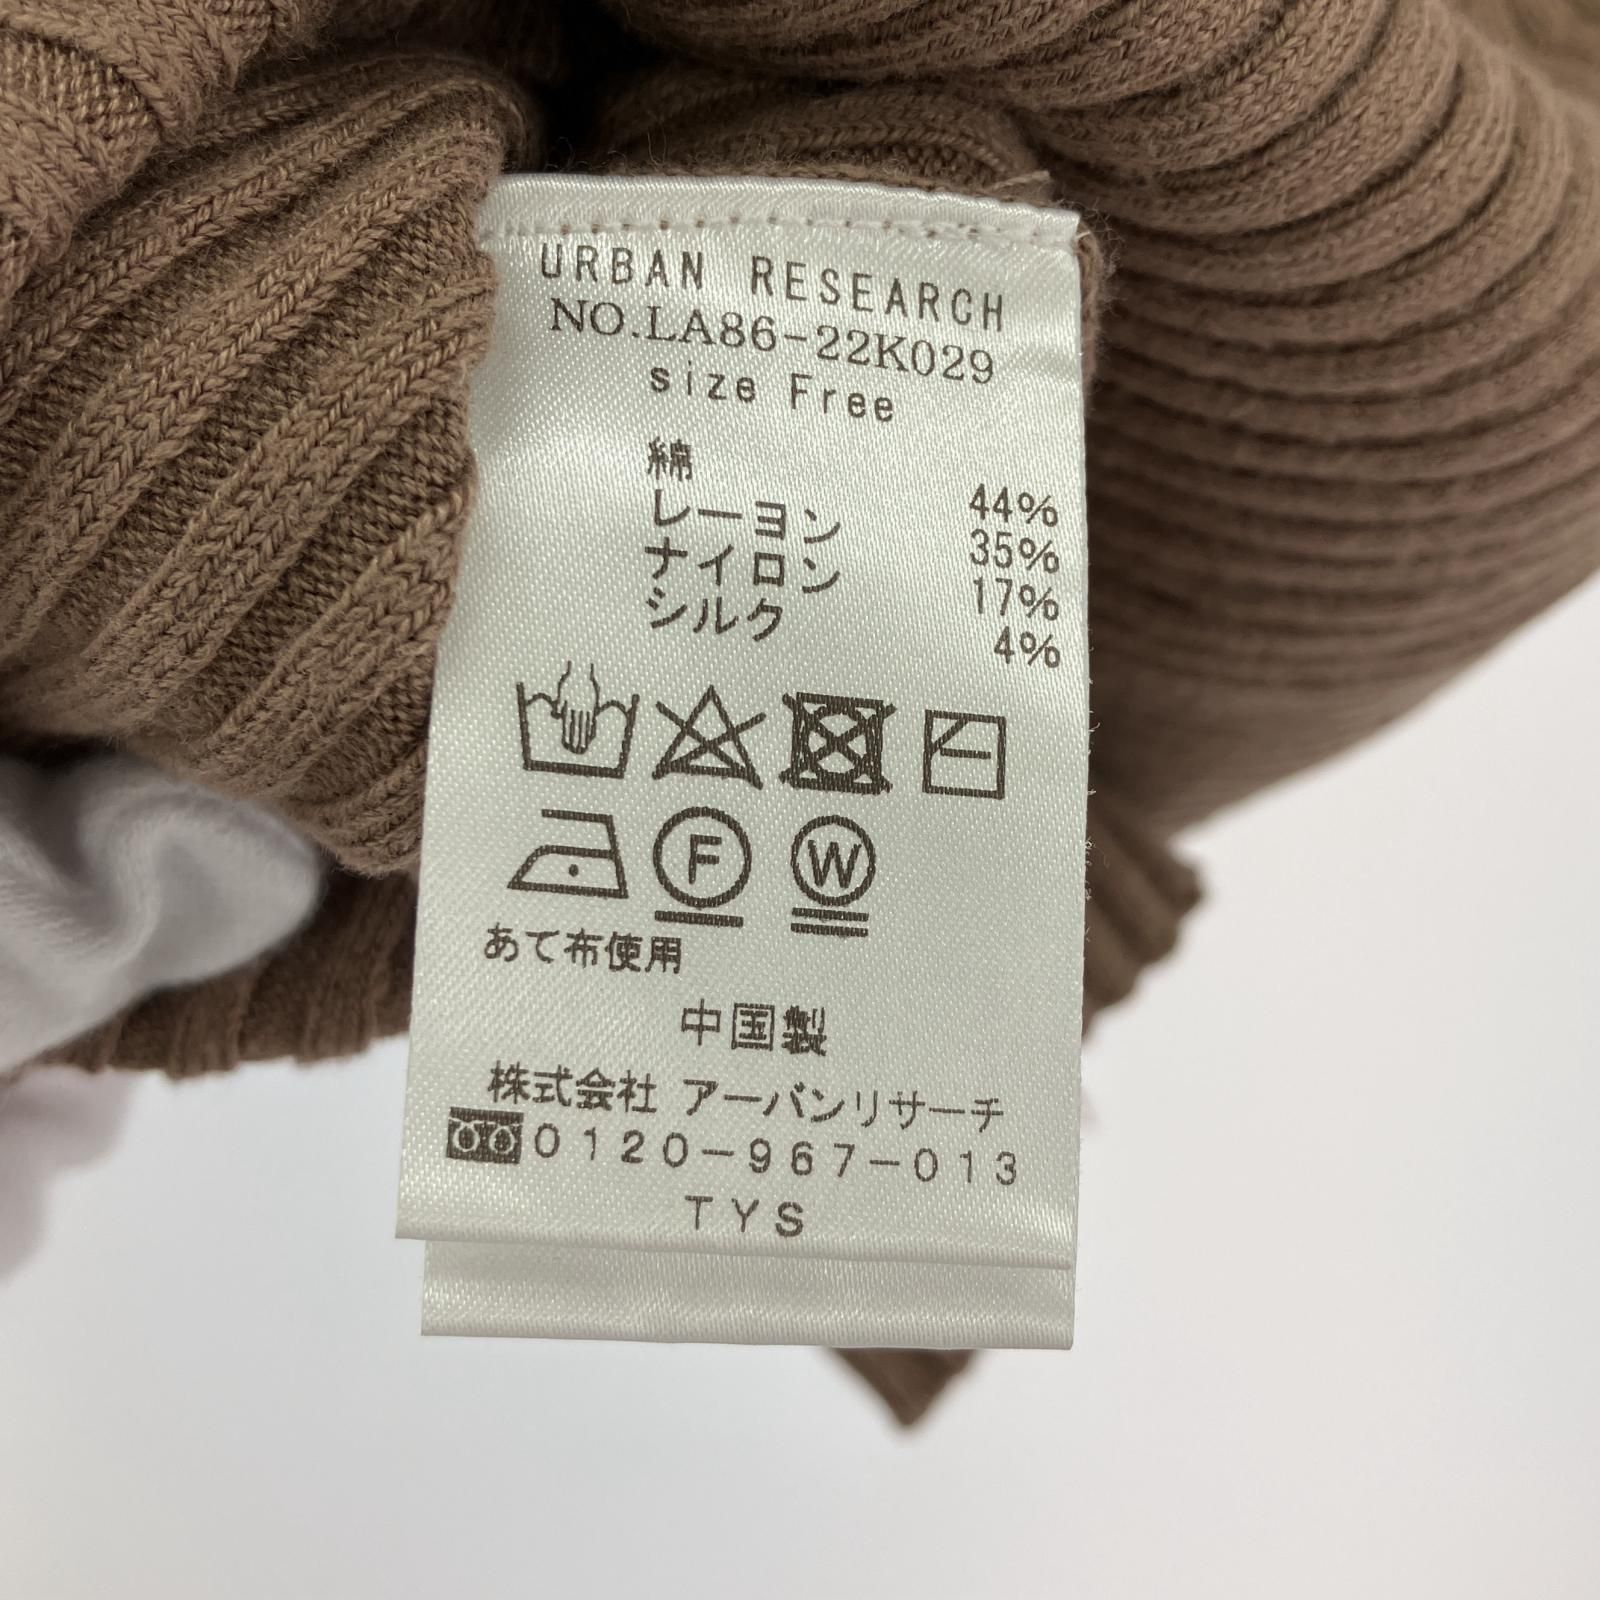 URBAN RESEARCH
NO.LA86-22K029
size Free
綿 44%
レーヨン 35%
ナイロン 17%
シルク 4%
F W
あて布使用
中国製
株式会社 アーバンリサーチ
0120-967-013
TYS